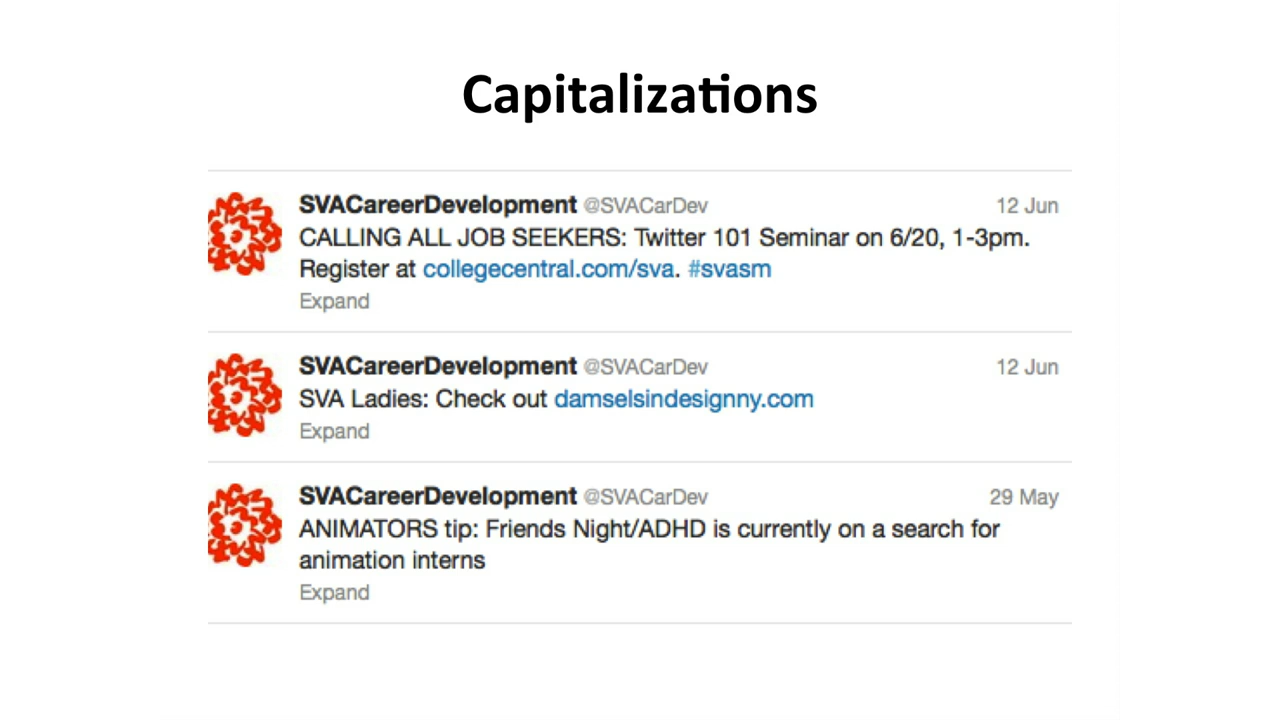 Capitalizations
SVACareerDevelopment @SVACarDev 12 Jun
CALLING ALL JOB SEEKERS: Twitter 101 Seminar on 6/20, 1-3pm.
Register at collegecentral.com/sva. #svasm
Expand
SVACareerDevelopment @SVACarDev 12 Jun
SVA Ladies: Check out damselsindesignny.com
Expand
SVACareerDevelopment @SVACarDev 29 May
ANIMATORS tip: Friends Night/ADHD is currently on a search for
animation interns
Expand